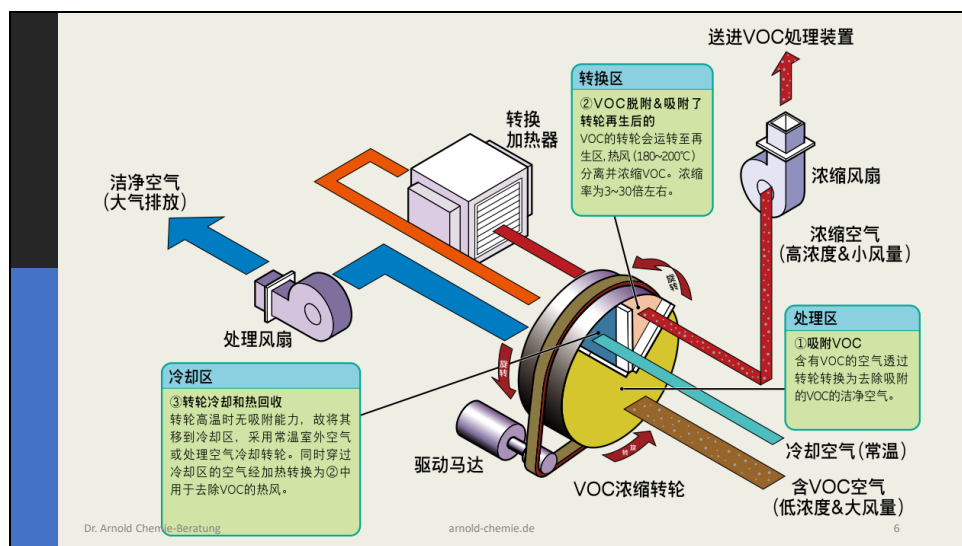 送进VOC処理装置
转换区
②VOC脱附&吸附了
转轮再生后的
VOC的转轮会运转至再
生区,热风(180~200℃)
分离并浓缩VOC。浓缩
率为3~30倍左右。
转换
加热器
浓缩风扇
洁净空气
(大气排放)
浓缩空气
(高浓度&小风量)
旋转
处理区
①吸附VOC
含有VOC的空气透过
转轮转换为去除吸附
的VOC的洁净空气。
处理风扇
旋转
冷却区
③转轮冷却和热回收
转轮高温时无吸附能力，故将其
移到冷却区，采用常温室外空气
或处理空气冷却转轮。同时穿过
冷却区的空气经加热转换为②中
用于去除VOC的热风。
冷却空气(常温)
旋转
驱动马达
VOC浓缩转轮
含VOC空气
(低浓度&大风量)
Dr. Arnold Chemie-Beratung
arnold-chemie.de
6